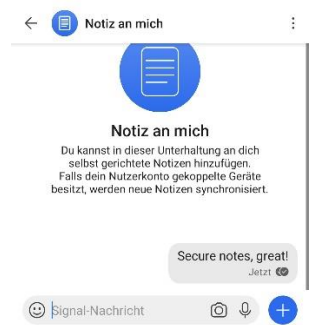 Notiz an mich
Notiz an mich
Du kannst in dieser Unterhaltung an dich
selbst gerichtete Notizen hinzufügen.
Falls dein Nutzerkonto gekoppelte Geräte
besitzt, werden neue Notizen synchronisiert.
Secure notes, great!
Jetzt
Signal-Nachricht